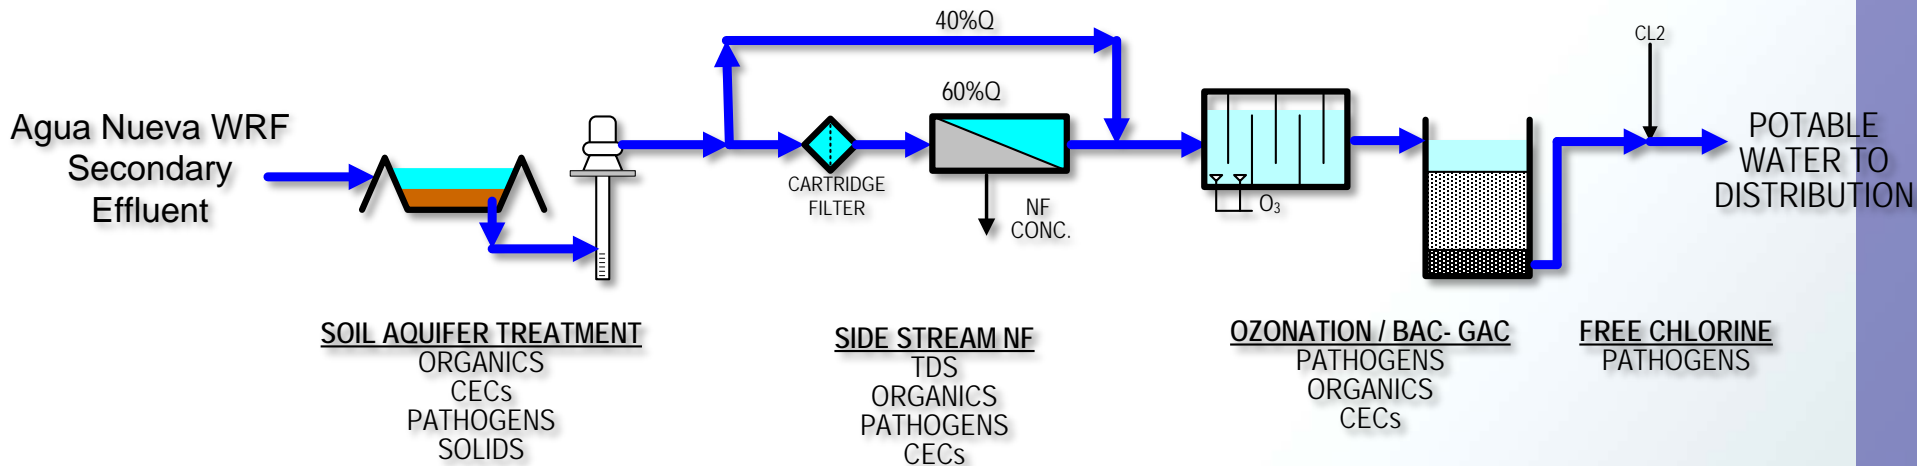 Agua Nueva WRF
Secondary
Effluent
40%Q
60%Q
CARTRIDGE
FILTER
NF
CONC.
O₃
CL2
POTABLE
WATER TO
DISTRIBUTION
SOIL AQUIFER TREATMENT
ORGANICS
CECs
PATHOGENS
SOLIDS
SIDE STREAM NF
TDS
ORGANICS
PATHOGENS
CECs
OZONATION / BAC- GAC
PATHOGENS
ORGANICS
CECs
FREE CHLORINE
PATHOGENS